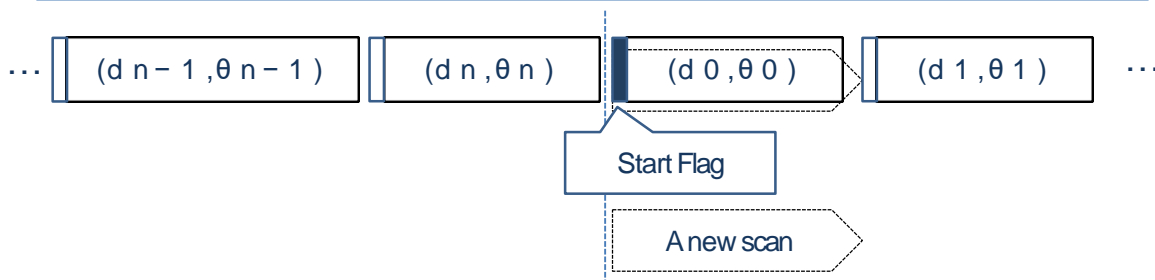 … (d n-1 ,θ n-1 ) (d n ,θ n ) (d 0 ,θ 0 ) (d 1 ,θ 1 ) …
Start Flag
A new scan